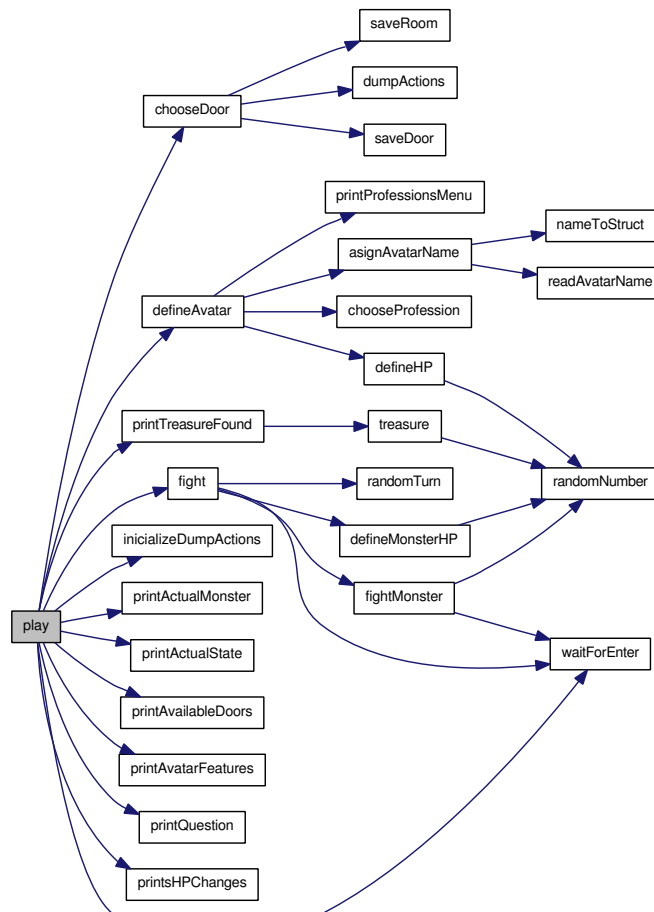 saveRoom
dumpActions
chooseDoor
saveDoor
printProfessionsMenu
nameToStruct
asignAvatarName
readAvatarName
defineAvatar
chooseProfession
defineHP
printTreasureFound
treasure
fight
randomTurn
randomNumber
inicializeDumpActions
defineMonsterHP
printActualMonster
fightMonster
play
printActualState
waitForEnter
printAvailableDoors
printAvatarFeatures
printQuestion
printsHPChanges